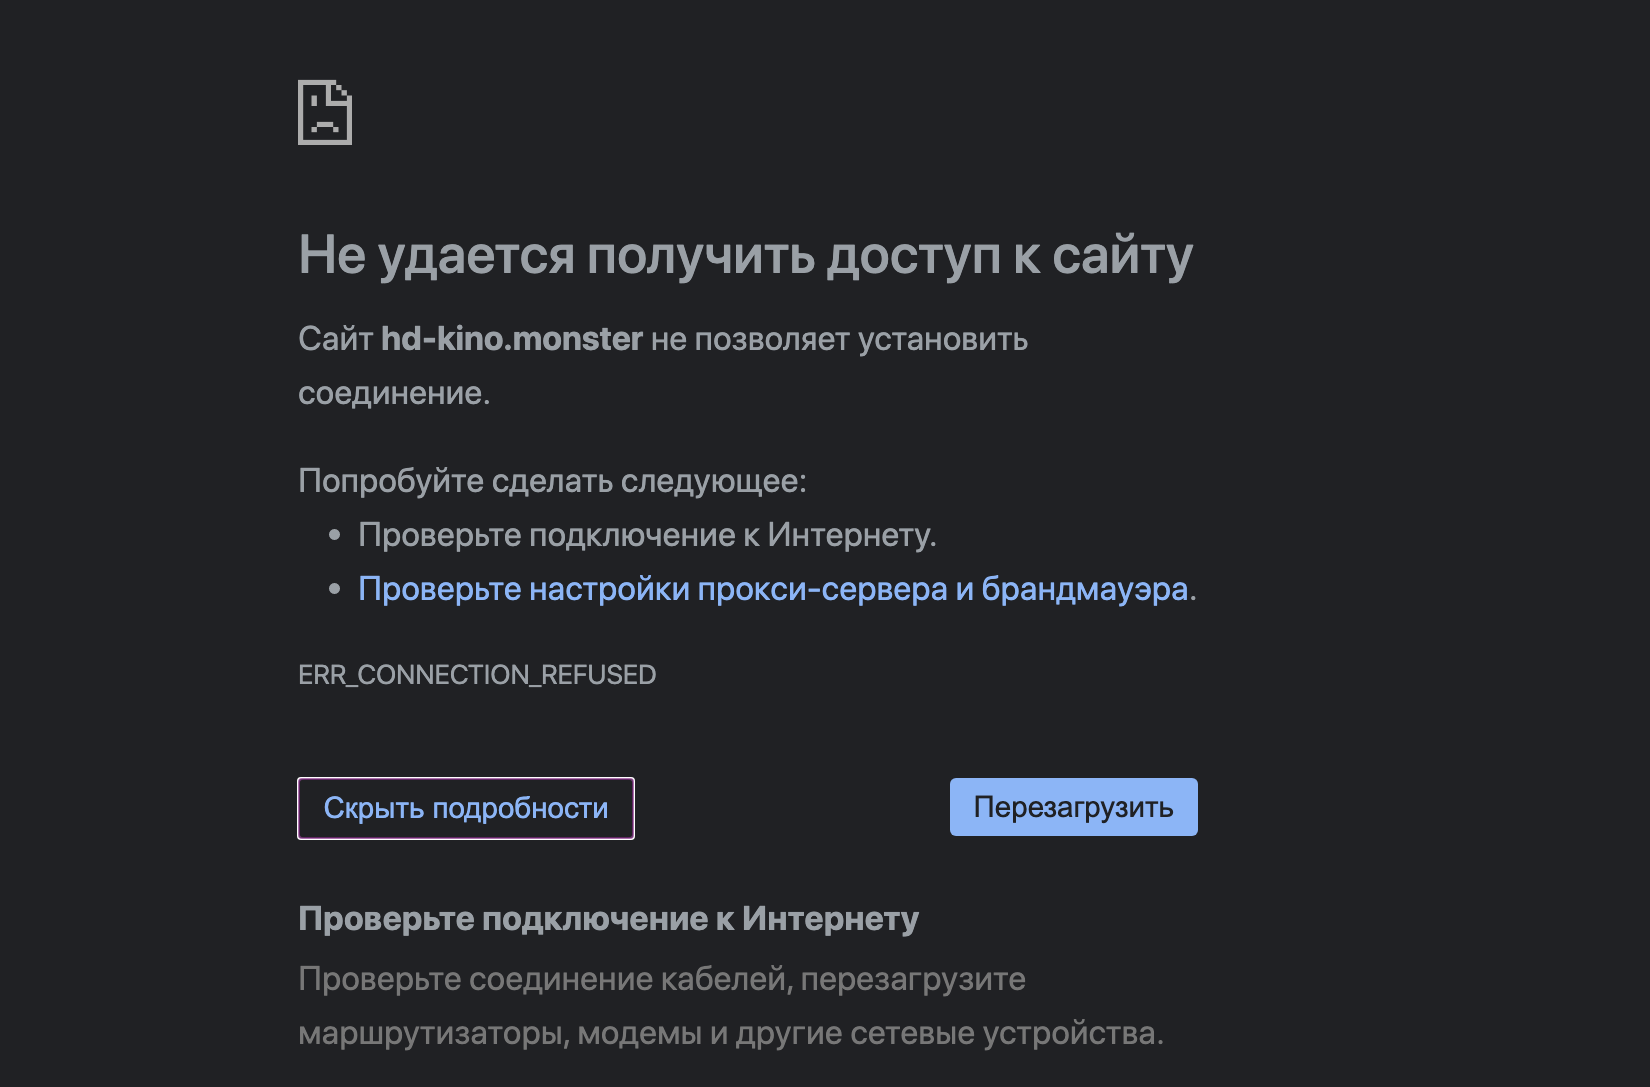 Не удается получить доступ к сайту
Сайт hd-kino.monster не позволяет установить
соединение.
Попробуйте сделать следующее:
• Проверьте подключение к Интернету.
• Проверьте настройки прокси-сервера и брандмауэра.
ERR_CONNECTION_REFUSED
Скрыть подробности
Перезагрузить
Проверьте подключение к Интернету
Проверьте соединение кабелей, перезагрузите
маршрутизаторы, модемы и другие сетевые устройства.